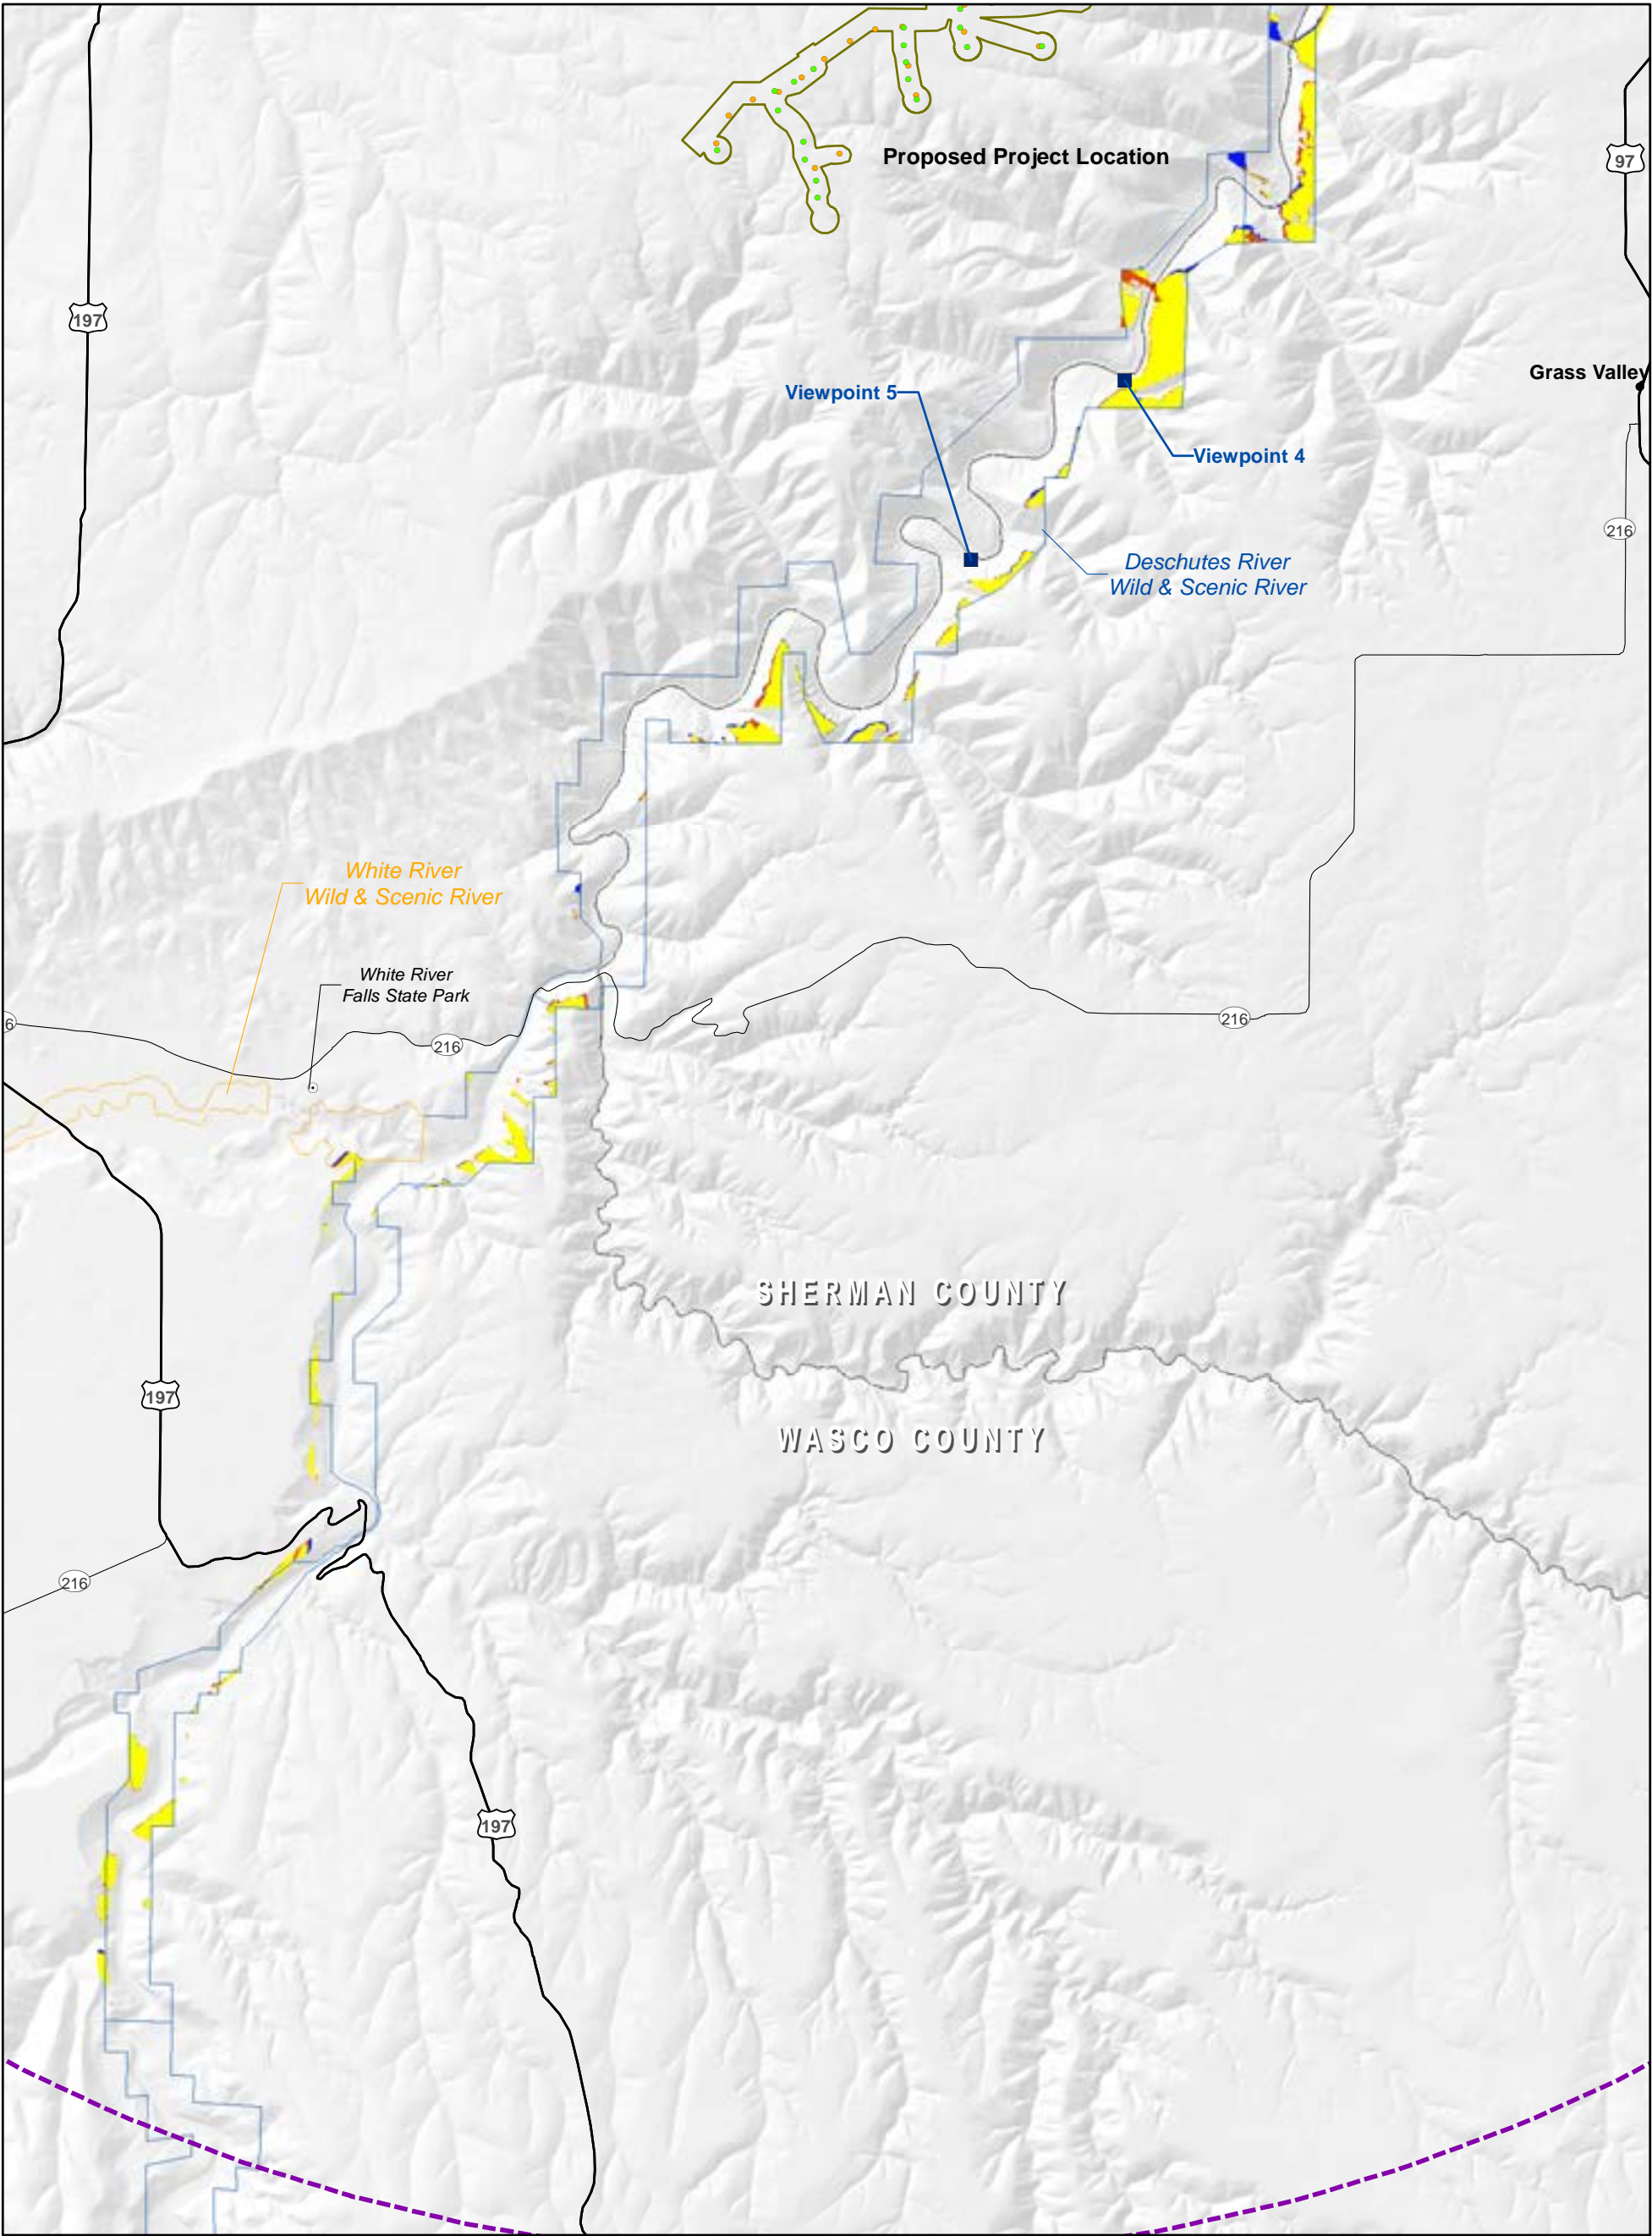 Proposed Project Location
97
197
Grass Valley
Viewpoint 5
Viewpoint 4
216
Deschutes River
Wild & Scenic River
White River
Wild & Scenic River
White River
Falls State Park
6
216
216
SHERMAN COUNTY
197
WASCO COUNTY
216
197